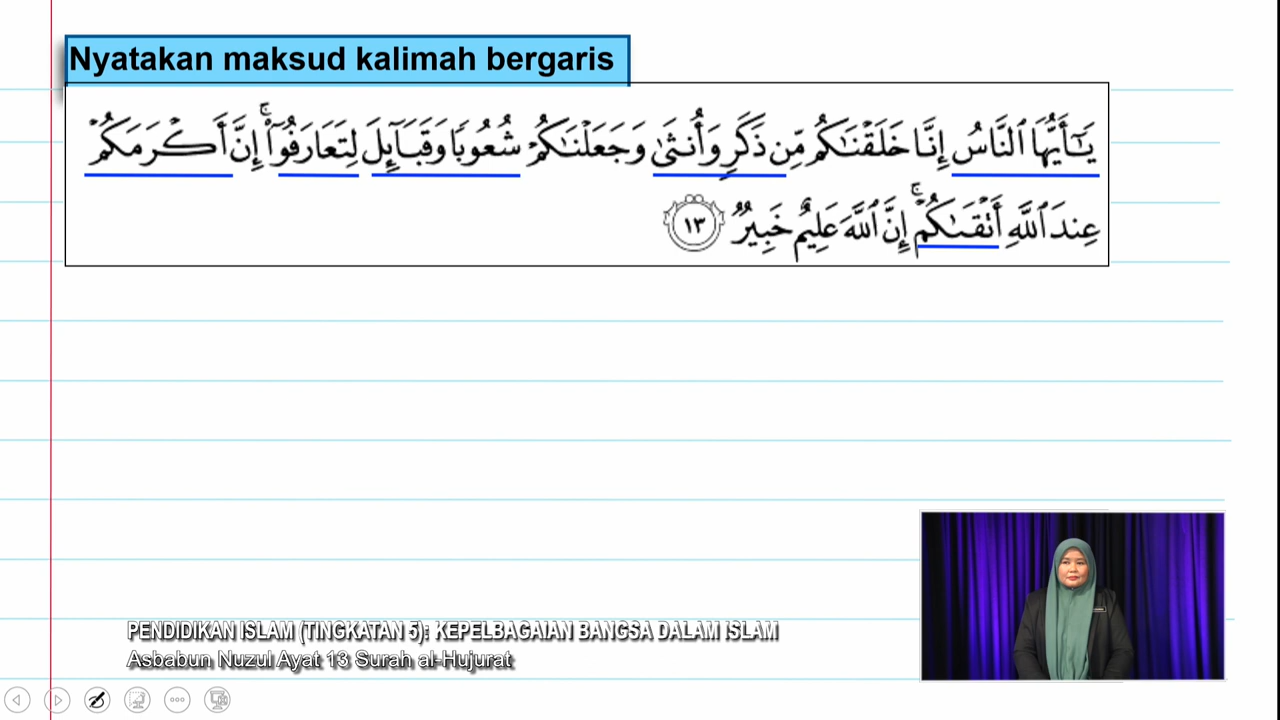 Nyatakan maksud kalimah bergaris
يَـٰٓأَيُّهَا ٱلنَّاسُ إِنَّا خَلَقْنَـٰكُم مِّن ذَكَرٍ وَأُنثَىٰ وَجَعَلْنَـٰكُمْ شُعُوبًا وَقَبَآئِلَ لِتَعَارَفُوٓا۟ ۚ إِنَّ أَكْرَمَكُمْ
عِندَ ٱللَّهِ أَتْقَىٰكُمْ ۚ إِنَّ ٱللَّهَ عَلِيمٌ خَبِيرٌ ١٣
PENDIDIKAN ISLAM (TINGKATAN 5): KEPELBAGAIAN BANGSA DALAM ISLAM
Asbabun Nuzul Ayat 13 Surah al-Hujurat